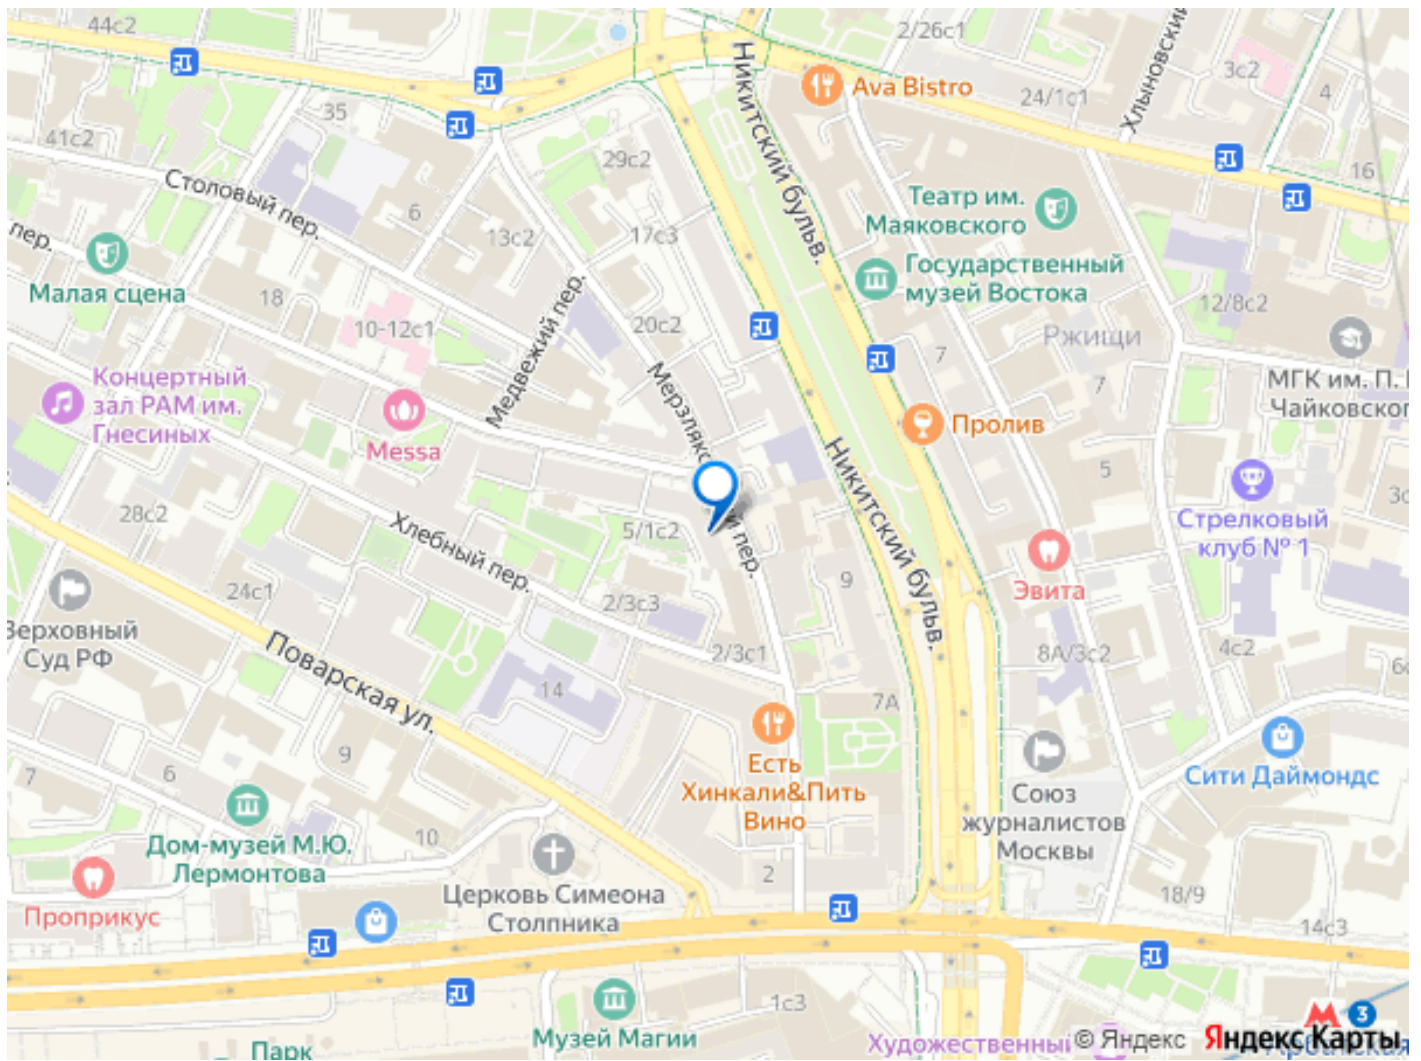 44с2
2/26с1
Хлыновский
3с2
4
Никитский бульв.
Ava Bistro
24/1с1
35
41с2
29с2
16
Столовый пер.
6
Театр им.
Маяковского
пер.
13с2
17с3
Государственный
музей Востока
Малая сцена
18
12/8с2
10-12с1
Медвежий пер.
20с2
Ржищи
7
7
Концертный
зал РАМ им.
Гнесиных
МГК им. П.
Чайковског
Messa
Пролив
5
Никитский бульв.
28с2
Хлебный пер.
5/1с2
й пер.
Стрелковый
клуб № 1
9
Эвита
24с1
2/3с3
Верховный
Суд РФ
2/3с1
8А/3с2
4с2
Поварская ул.
14
7А
9
Есть
Хинкали&Пить
Вино
Сити Даймондс
7
6
Союз
журналистов
Москвы
10
Дом-музей М.Ю.
Лермонтова
2
Церковь Симеона
Столпника
18/9
Проприкус
14с3
1с3
Музей Магии
3
Художественный
© Яндекс
Яндекс Карты
Парк